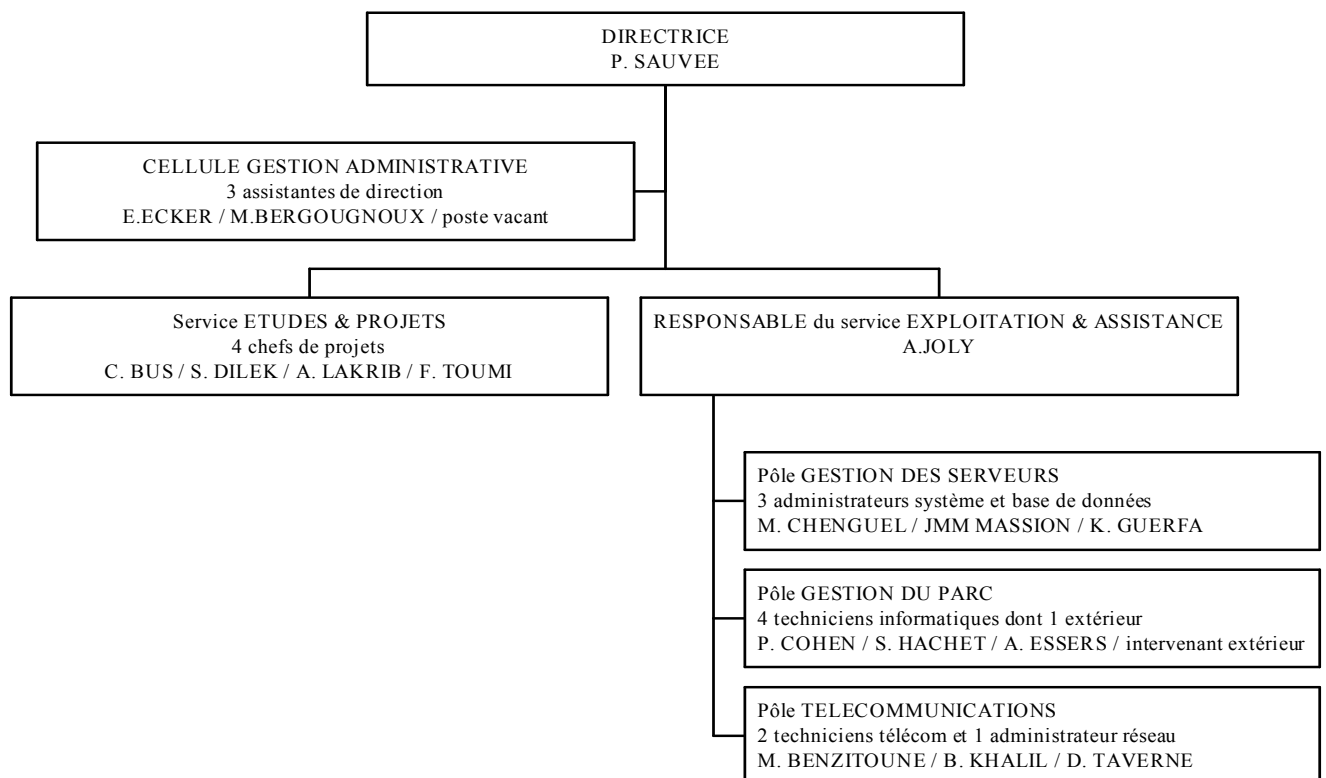 DIRECTRICE
P. SAUVEE
CELLULE GESTION ADMINISTRATIVE
3 assistantes de direction
E.ECKER / M.BERGOUGNOUX / poste vacant
Service ETUDES & PROJETS
4 chefs de projets
C. BUS / S. DILEK / A. LAKRIB / F. TOUMI
RESPONSABLE du service EXPLOITATION & ASSISTANCE
A.JOLY
Pôle GESTION DES SERVEURS
3 administrateurs système et base de données
M. CHENGUEL / JMM MASSION / K. GUERFA
Pôle GESTION DU PARC
4 techniciens informatiques dont 1 extérieur
P. COHEN / S. HACHET / A. ESSERS / intervenant extérieur
Pôle TELECOMMUNICATIONS
2 techniciens télécom et 1 administrateur réseau
M. BENZITOUNE / B. KHALIL / D. TAVERNE